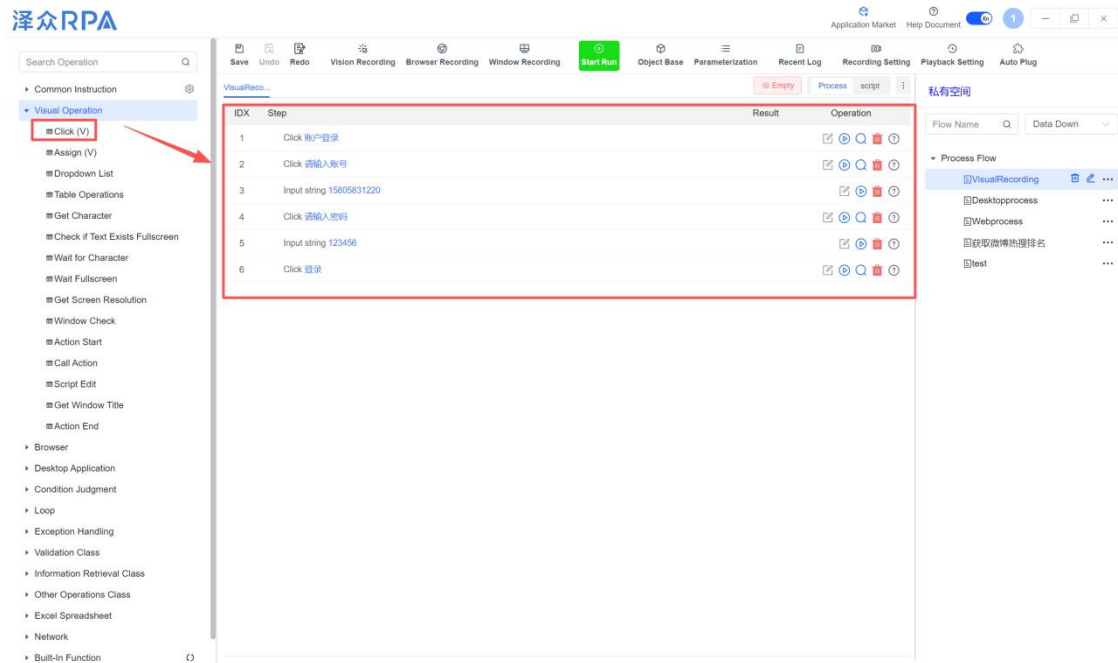 泽众RPA
Application Market Help Document En 1
Search Operation
Save Undo Redo Vision Recording Browser Recording Window Recording Start Run Object Base Parameterization Recent Log Recording Setting Playback Setting Auto Plug
Common Instruction
Visual Operation
Click (V)
Assign (V)
Dropdown List
Table Operations
Get Character
Check if Text Exists Fullscreen
Wait for Character
Wait Fullscreen
Get Screen Resolution
Window Check
Action Start
Call Action
Script Edit
Get Window Title
Action End
Browser
Desktop Application
Condition Judgment
Loop
Exception Handling
Validation Class
Information Retrieval Class
Other Operations Class
Excel Spreadsheet
Network
Built-In Function
VisualReco... Empty Process script
IDX Step Result Operation
1 Click 账户登录
2 Click 请输入账号
3 Input string 15805831220
4 Click 请输入密码
5 Input string 123456
6 Click 登录
私有空间
Flow Name Data Down
Process Flow
VisualRecording
Desktopprocess
Webprocess
获取微博热搜排名
test